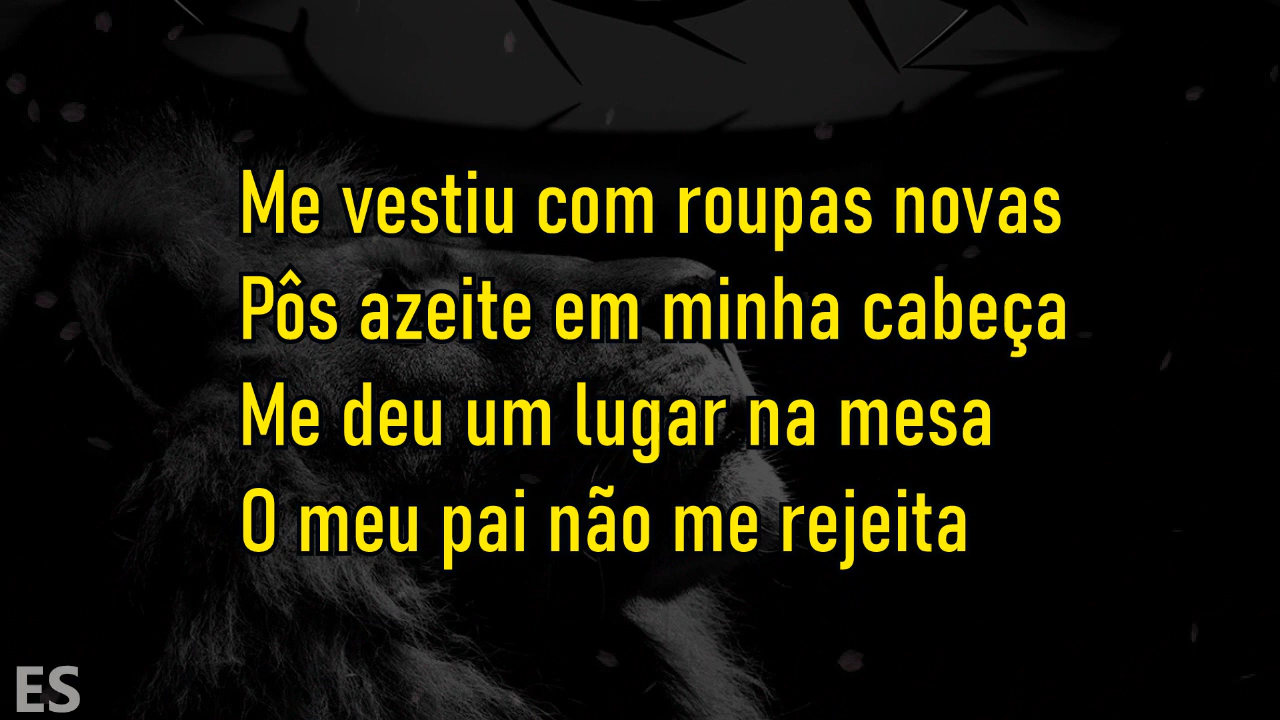 Me vestiu com roupas novas
Pôs azeite em minha cabeça
Me deu um lugar na mesa
O meu pai não me rejeita
ES